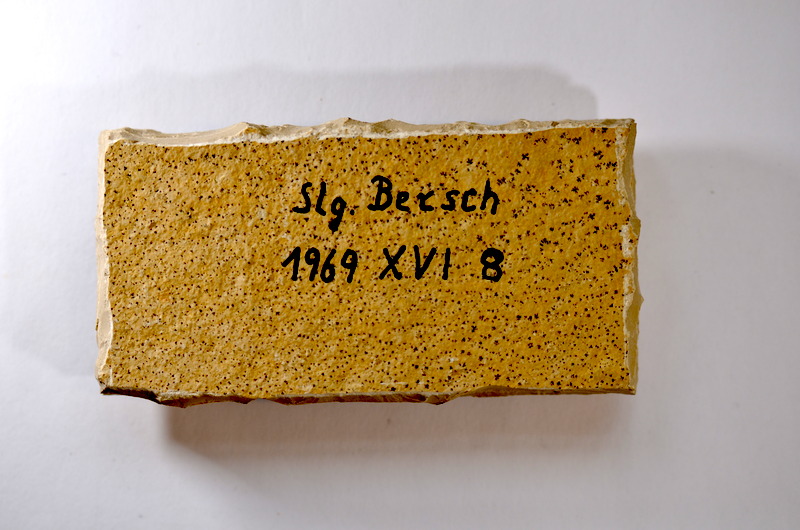 Slg. Bersch
1969 XVI 8